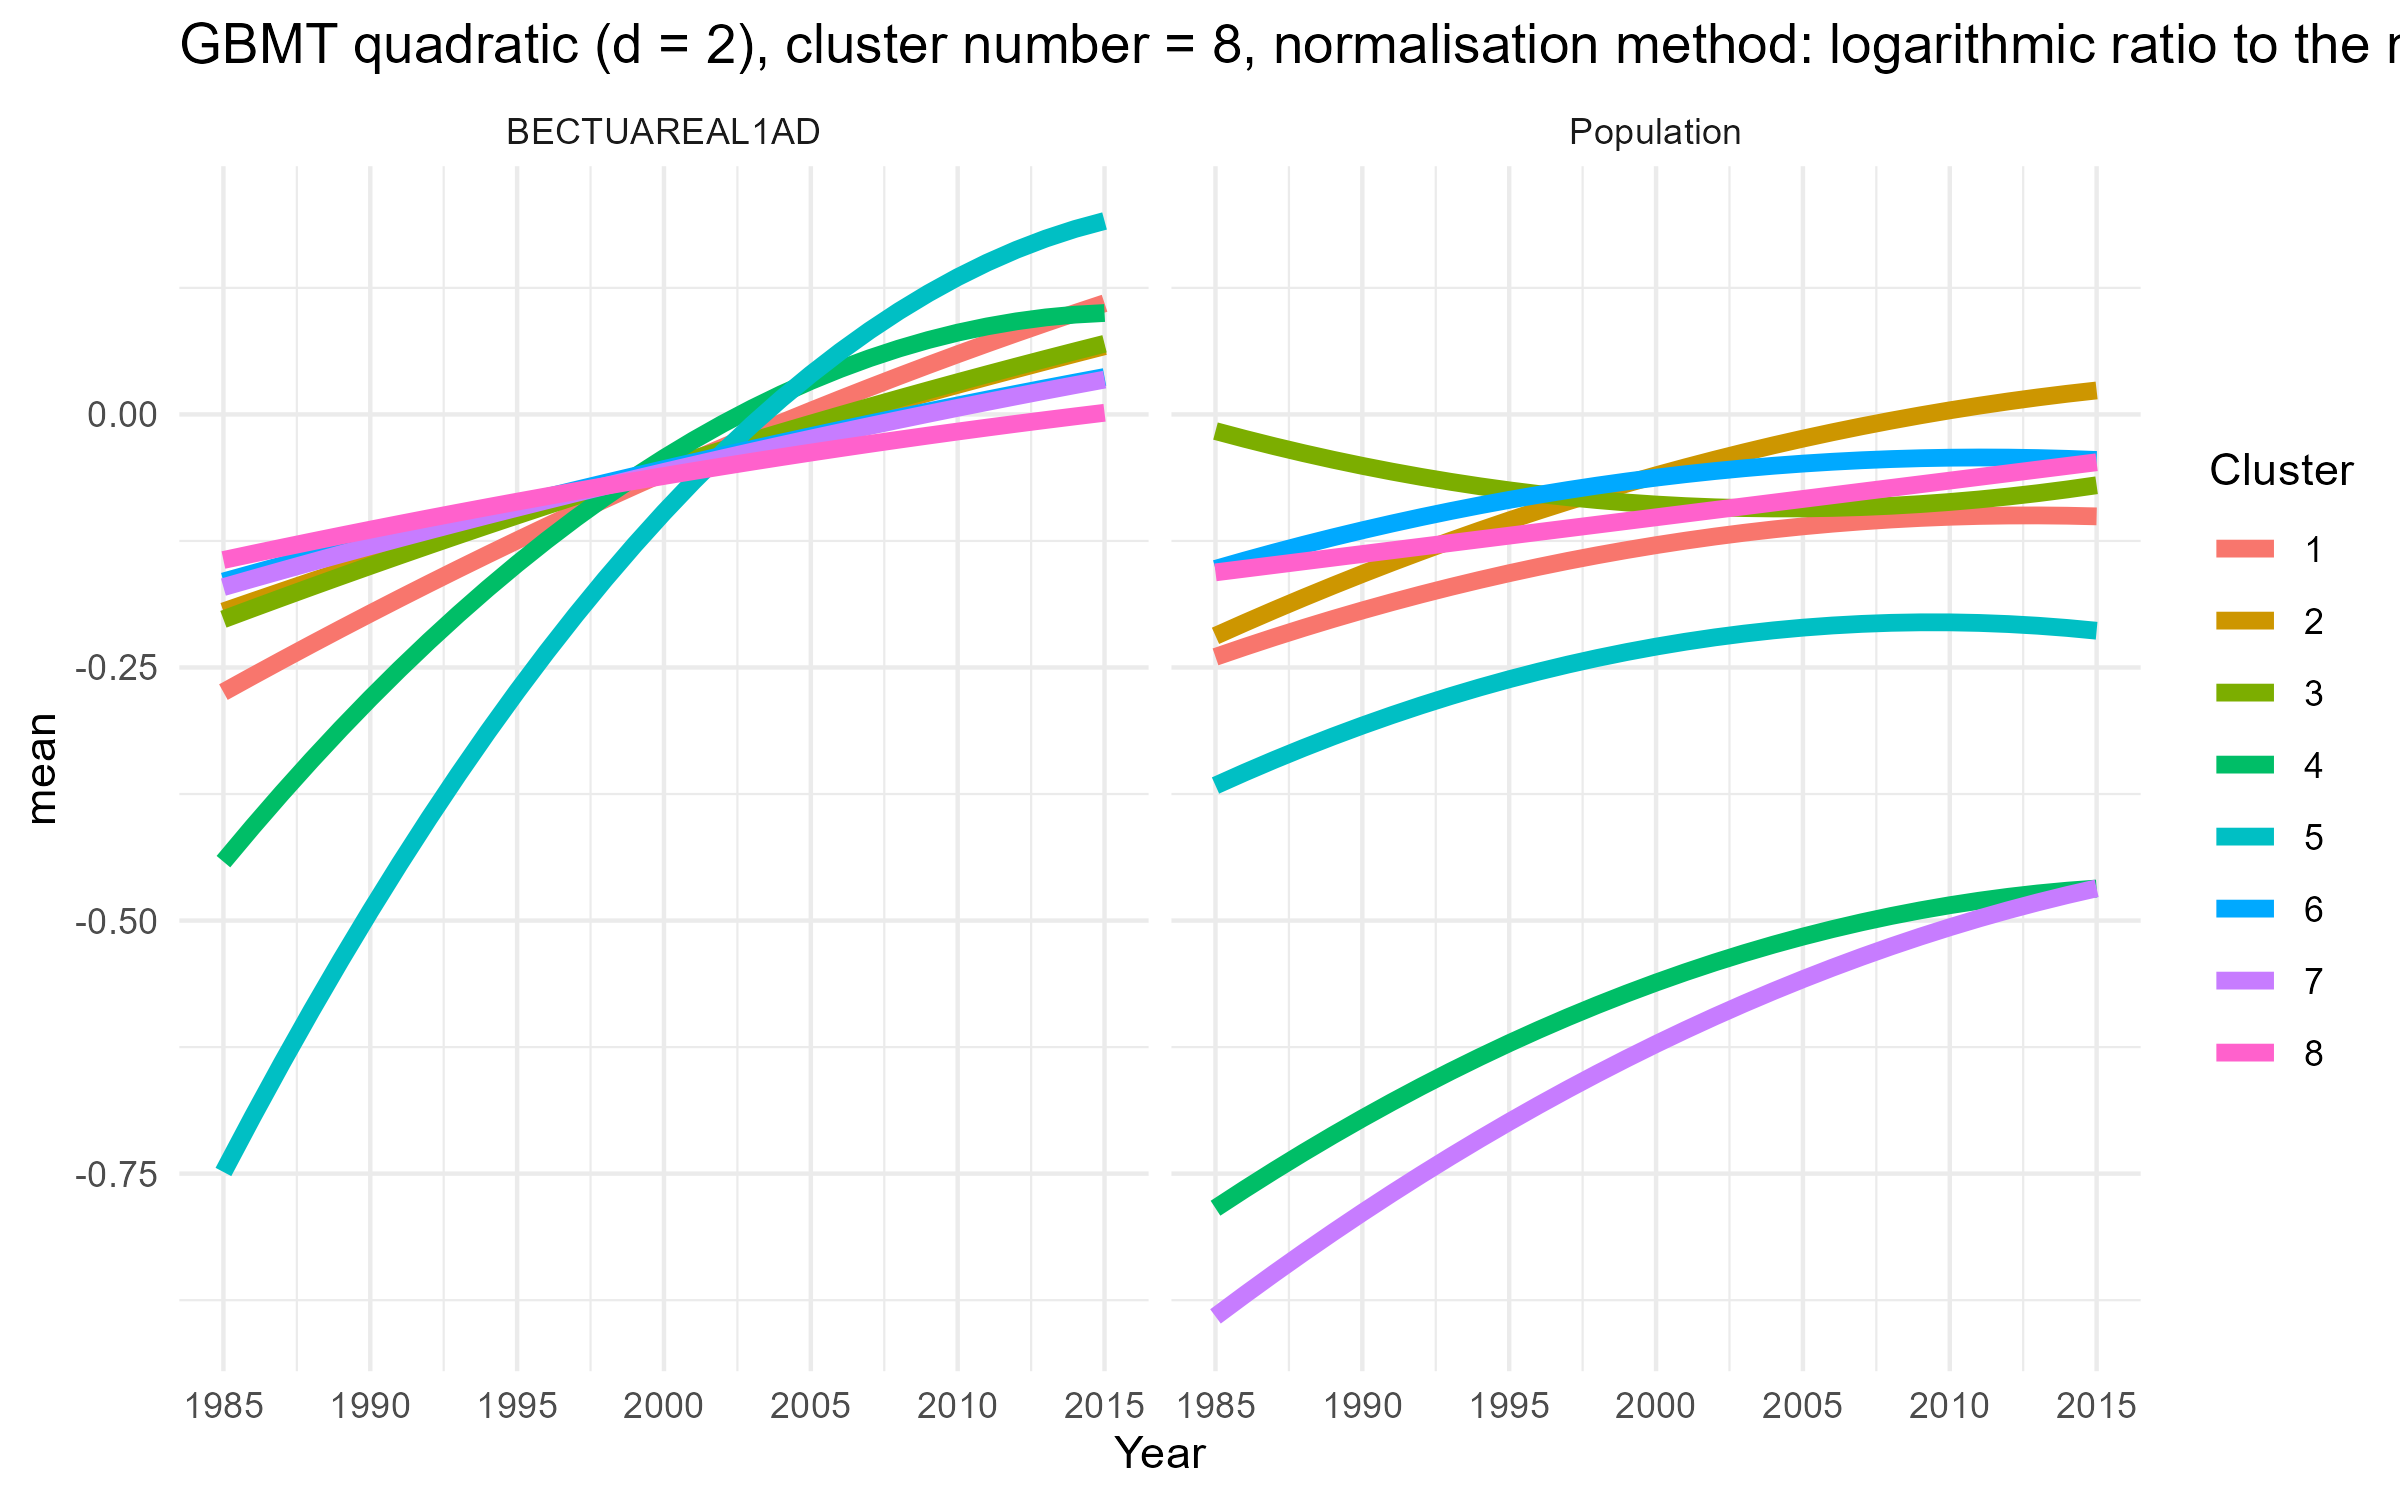 GBMT quadratic (d = 2), cluster number = 8, normalisation method: logarithmic ratio to the
BECTUAREAL1AD
Population
0.00
-0.25
-0.50
-0.75
mean
1985 1990 1995 2000 2005 2010 2015
1985 1990 1995 2000 2005 2010 2015
Year
Cluster
1
2
3
4
5
6
7
8